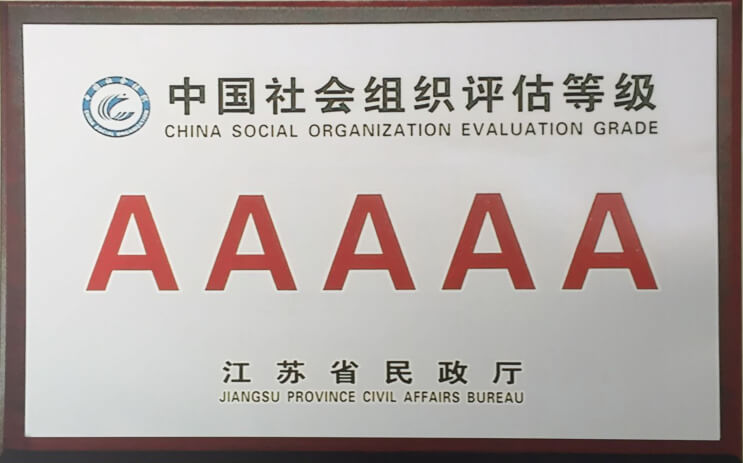 中国社会组织评估等级
CHINA SOCIAL ORGANIZATION EVALUATION GRADE
AAAAA
江苏省民政厅
JIANGSU PROVINCE CIVIL AFFAIRS BUREAU